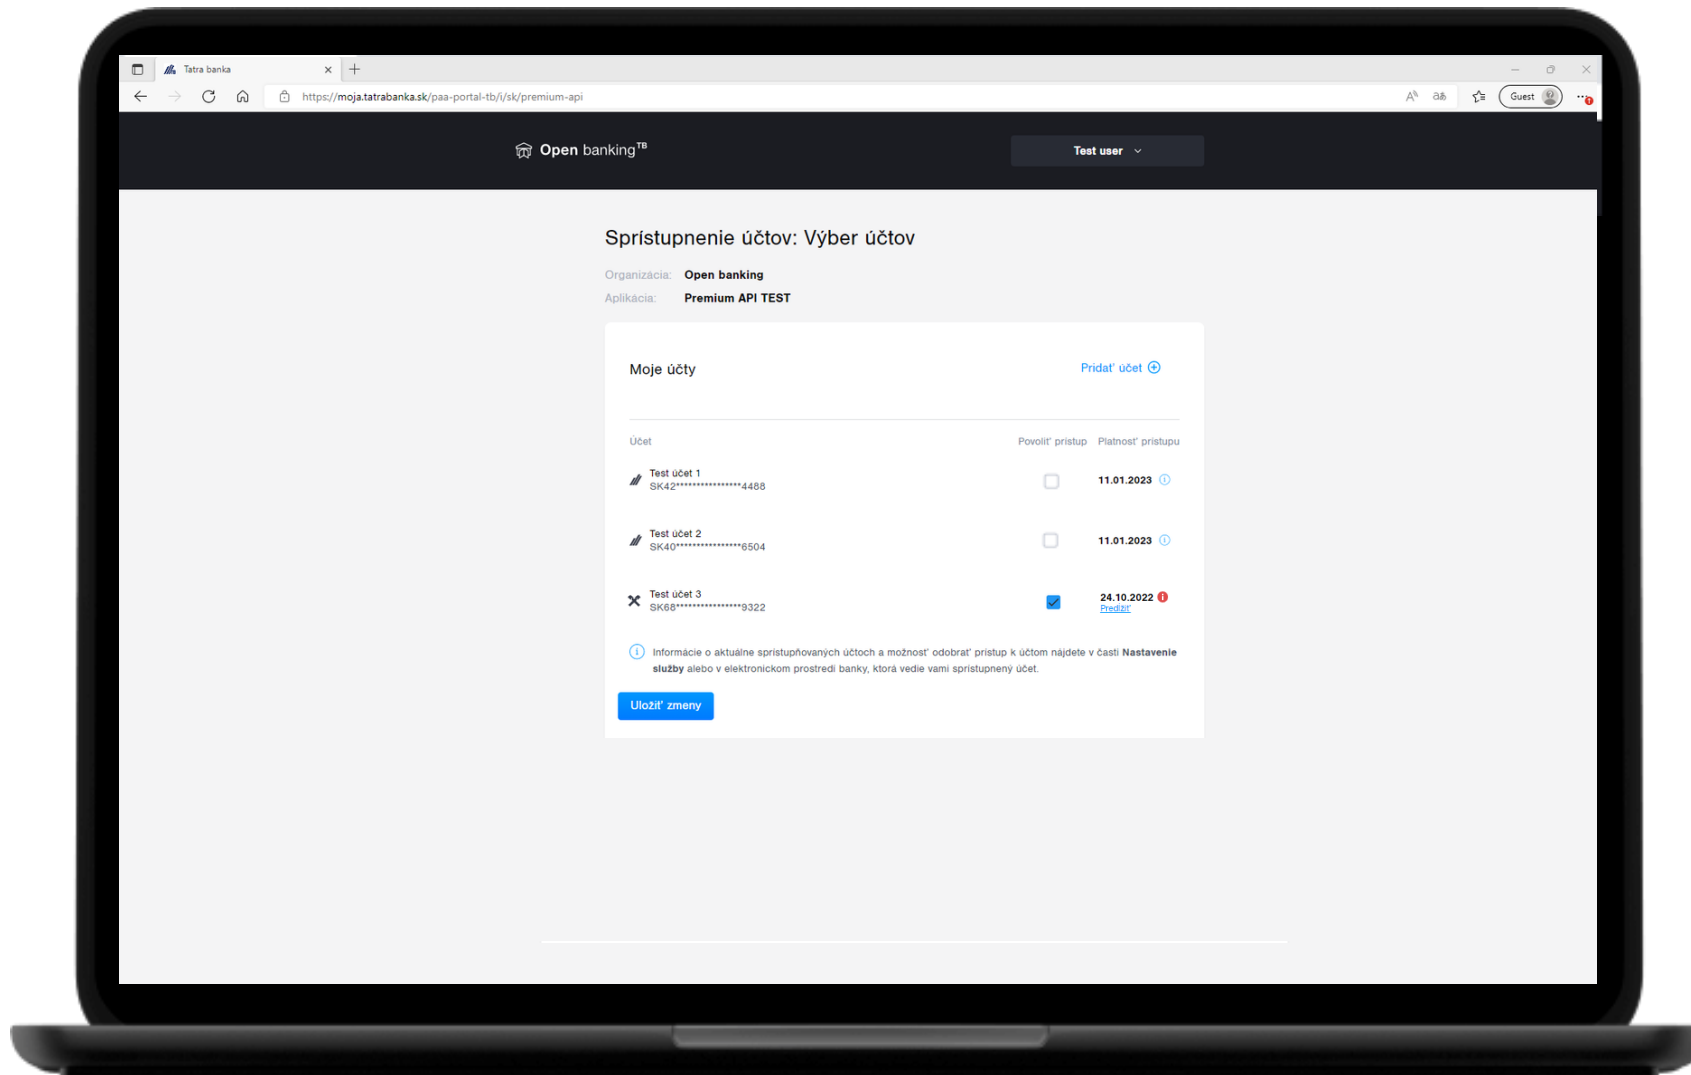 Tatra banka
https://moja.tatrabanka.sk/paa-portal-tb/i/sk/premium-api
Guest
Open banking TB
Test user
Sprístupnenie účtov: Výber účtov
Organizácia: Open banking
Aplikácia: Premium API TEST
Moje účty
Pridať účet
Účet Povoliť prístup Platnosť prístupu
Test účet 1
SK42****************4488
11.01.2023
Test účet 2
SK40****************6504
11.01.2023
Test účet 3
SK68****************9322
24.10.2022
Predĺžiť
Informácie o aktuálne sprístupňovaných účtoch a možnosť odobrať prístup k účtom nájdete v časti Nastavenie
služby alebo v elektronickom prostredí banky, ktorá vedie vami sprístupnený účet.
Uložiť zmeny